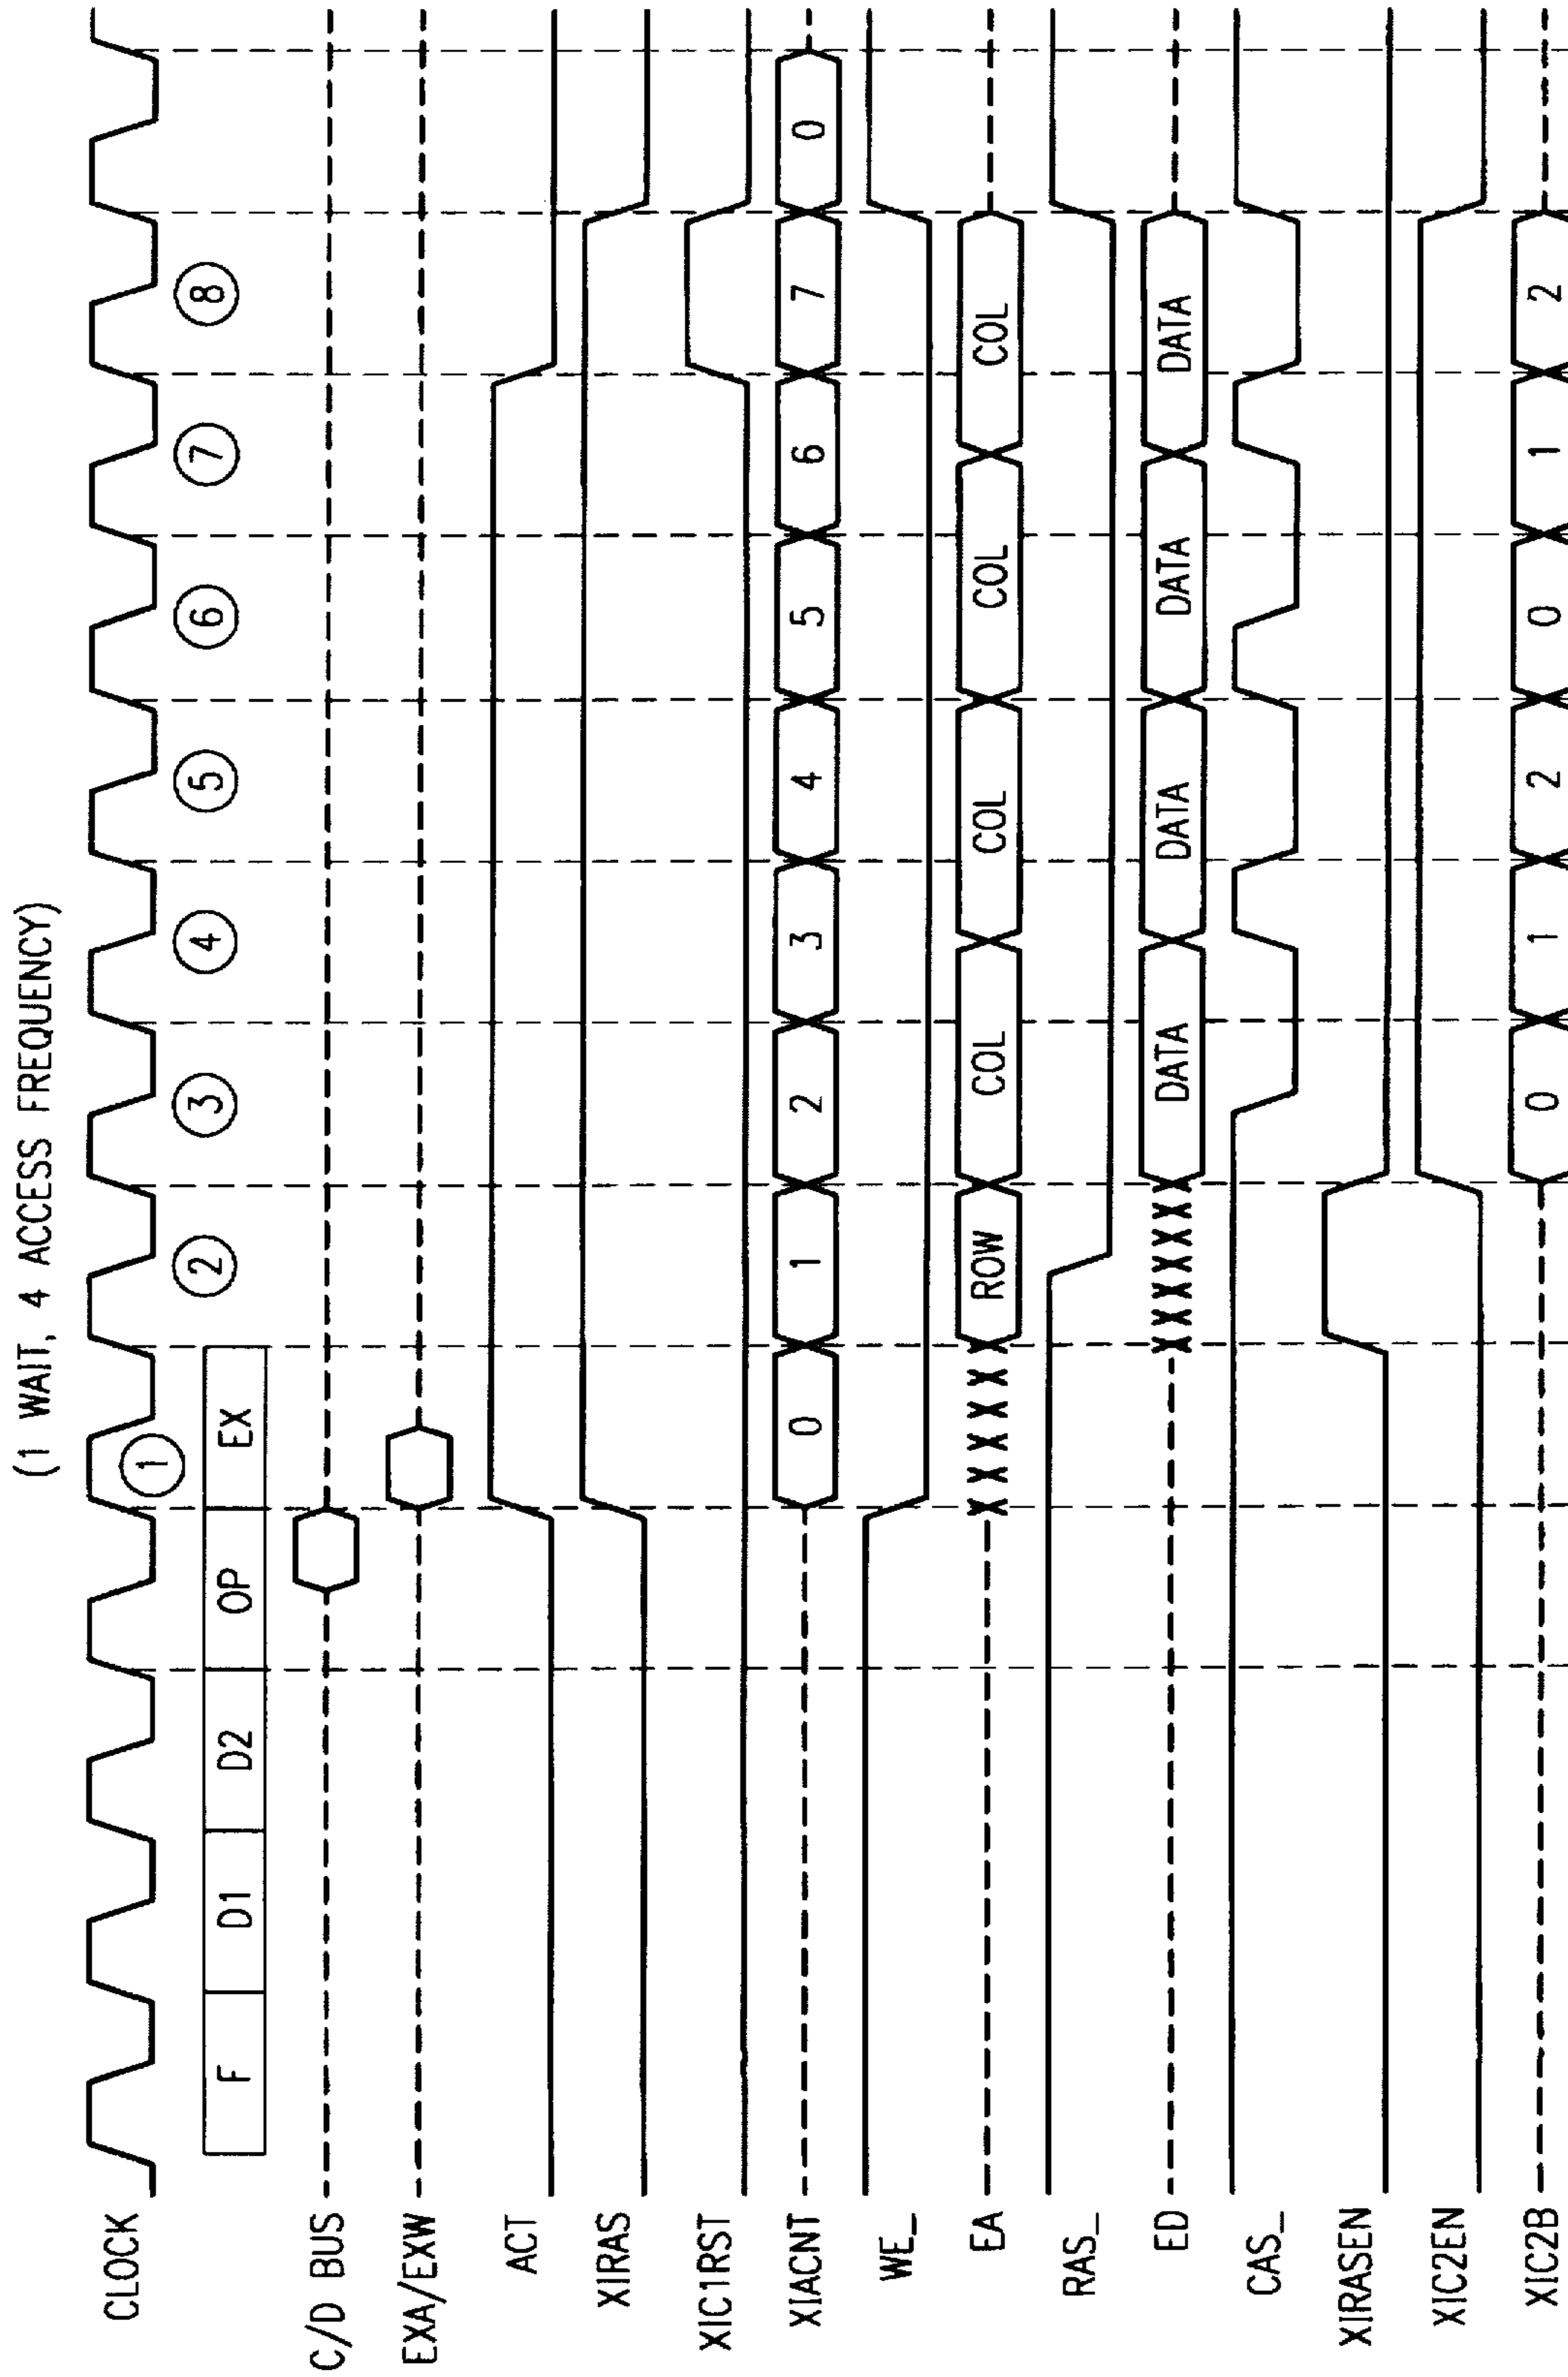 (1 WAIT, 4 ACCESS FREQUENCY)
CLOCK
F D1 D2 OP EX
1 2 3 4 5 6 7 8
C/D BUS
EXA/EXW
ACT
XIRAS
XIC1RST
XIACNT 0 1 2 3 4 5 6 7 0
WE_
EA XXXX ROW COL COL COL COL
RAS_
ED XXXXX DATA DATA DATA DATA
CAS_
XIRASEN
XIC2EN
XIC2B 0 1 2 0 1 2